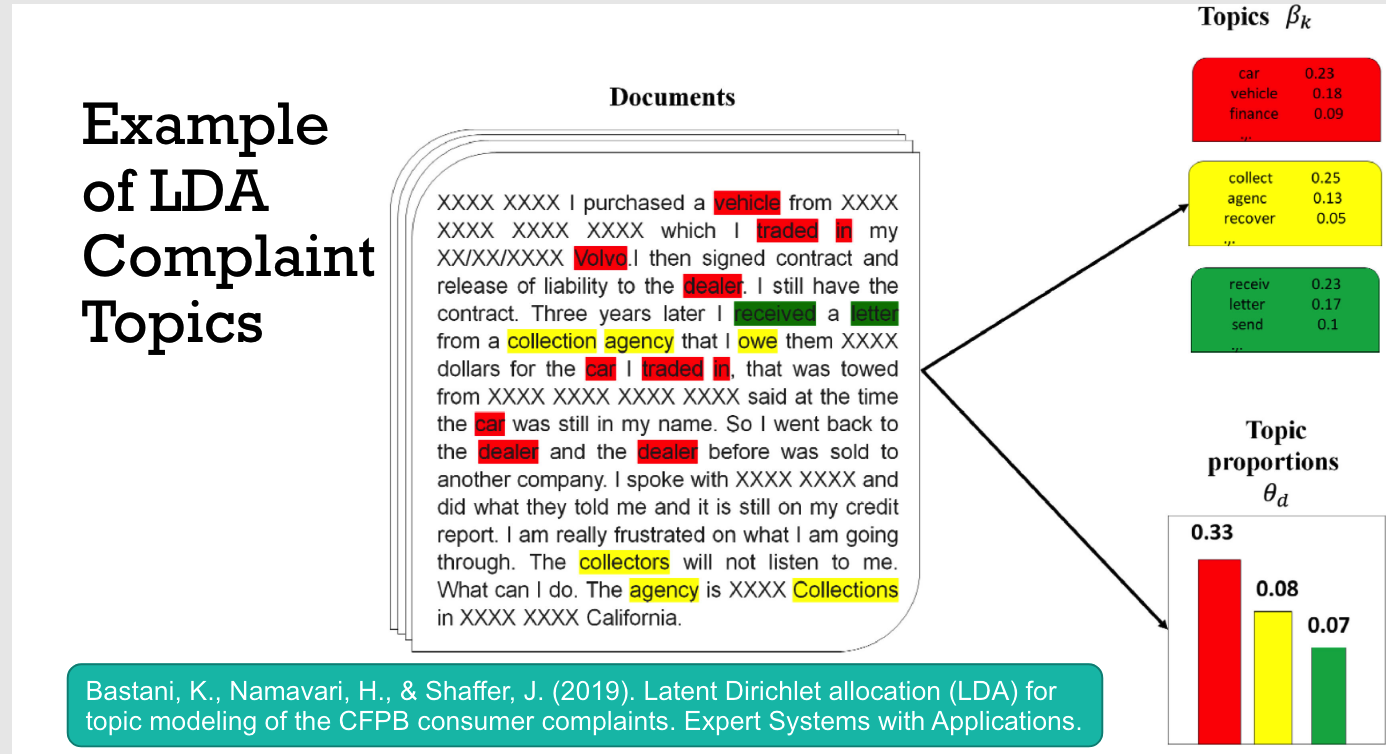 Example
of LDA
Complaint
Topics
Documents
XXXX XXXX I purchased a vehicle from XXXX
XXXX XXXX XXXX which I traded in my
XX/XX/XXXX Volvo.I then signed contract and
release of liability to the dealer. I still have the
contract. Three years later I received a letter
from a collection agency that I owe them XXXX
dollars for the car I traded in, that was towed
from XXXX XXXX XXXX XXXX said at the time
the car was still in my name. So I went back to
the dealer and the dealer before was sold to
another company. I spoke with XXXX XXXX and
did what they told me and it is still on my credit
report. I am really frustrated on what I am going
through. The collectors will not listen to me.
What can I do. The agency is XXXX Collections
in XXXX XXXX California.
Topics βk
car 0.23
vehicle 0.18
finance 0.09
...
collect 0.25
agenc 0.13
recover 0.05
...
receiv 0.23
letter 0.17
send 0.1
...
Topic
proportions
θd
0.33
0.08
0.07
Bastani, K., Namavari, H., & Shaffer, J. (2019). Latent Dirichlet allocation (LDA) for
topic modeling of the CFPB consumer complaints. Expert Systems with Applications.